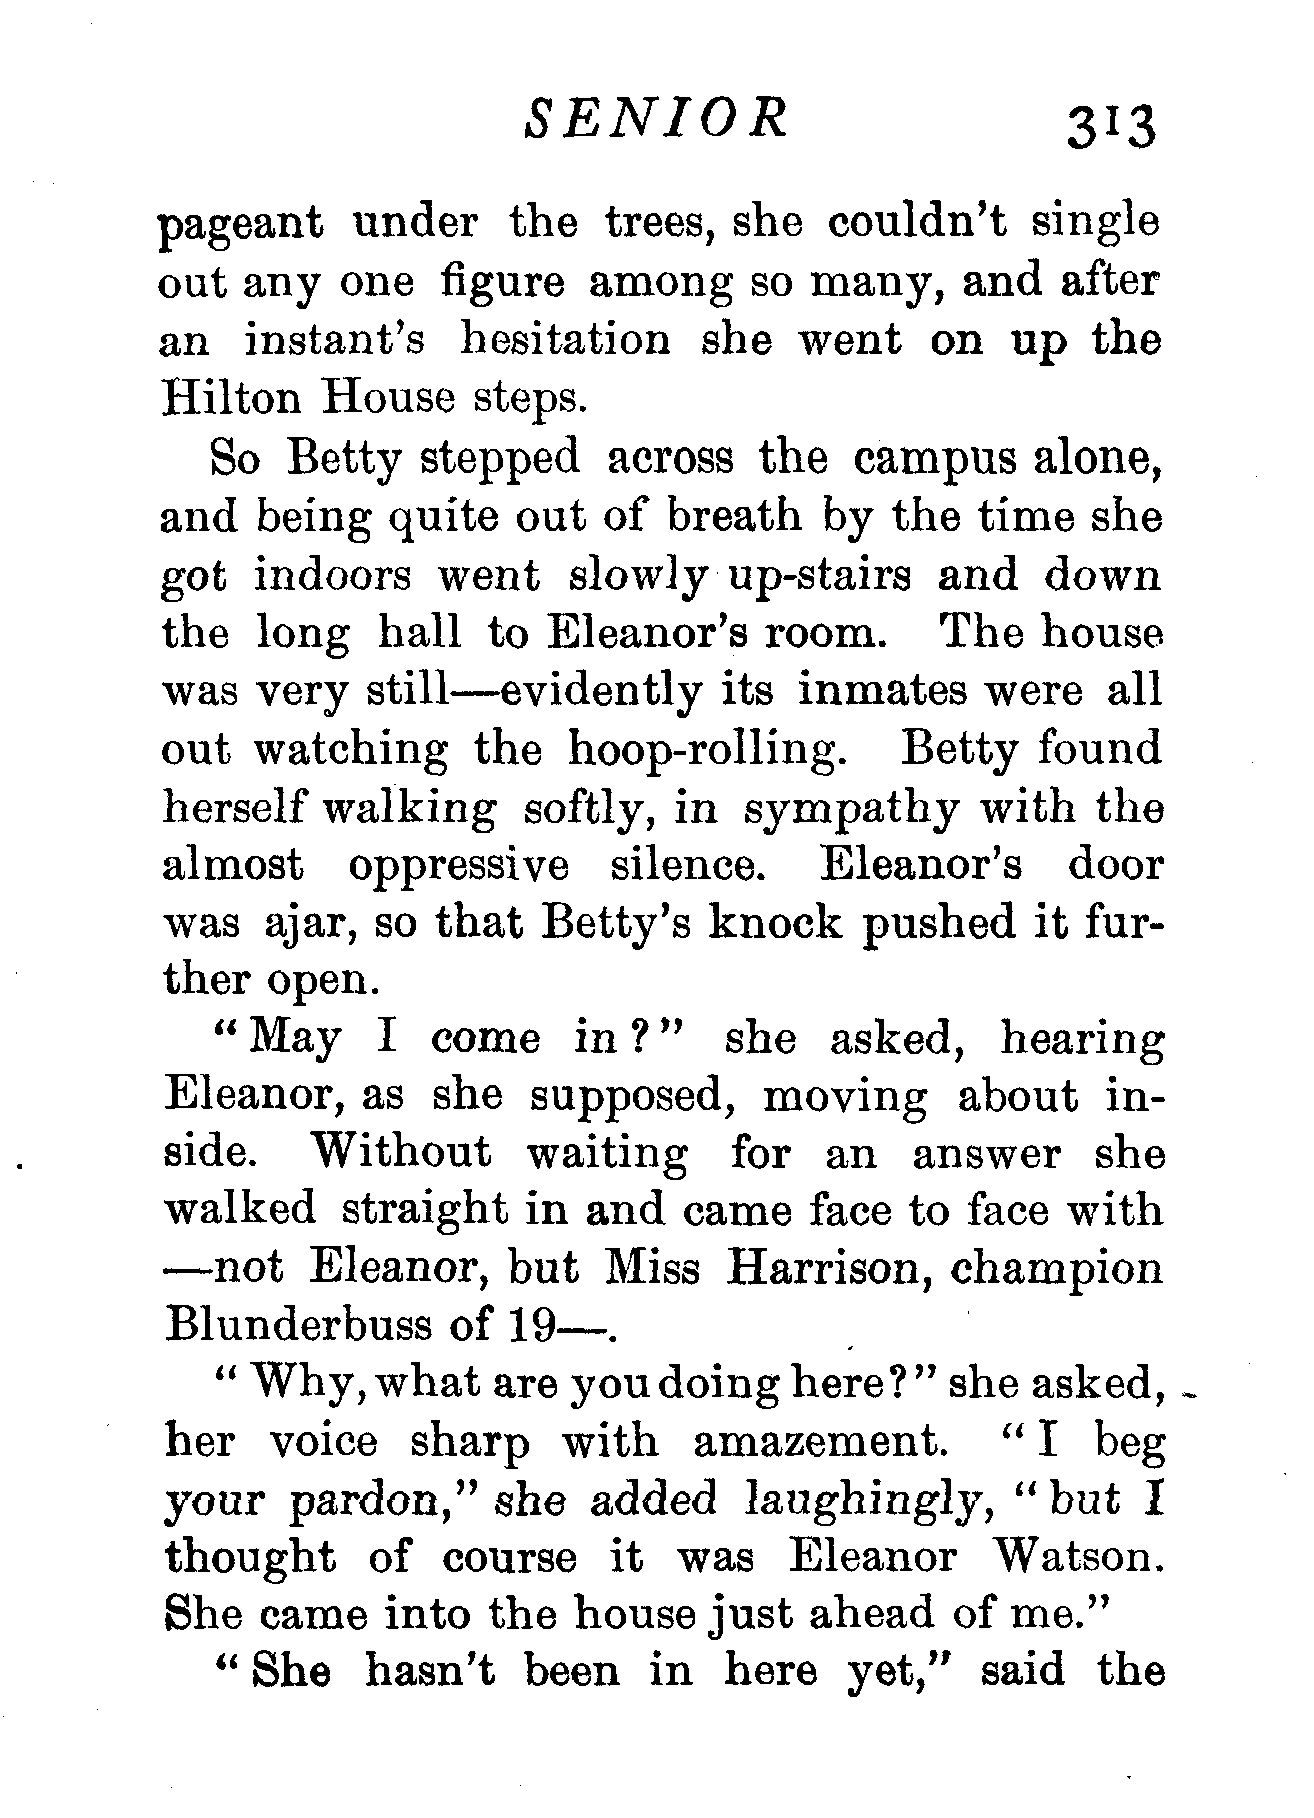 SENIOR 313
pageant under the trees, she couldn't single
out any one figure among so many, and after
an instant's hesitation she went on up the
Hilton House steps.
So Betty stepped across the campus alone,
and being quite out of breath by the time she
got indoors went slowly up-stairs and down
the long hall to Eleanor's room. The house
was very still—evidently its inmates were all
out watching the hoop-rolling. Betty found
herself walking softly, in sympathy with the
almost oppressive silence. Eleanor's door
was ajar, so that Betty's knock pushed it fur-
ther open.
"May I come in?" she asked, hearing
Eleanor, as she supposed, moving about in-
side. Without waiting for an answer she
walked straight in and came face to face with
—not Eleanor, but Miss Harrison, champion
Blunderbuss of 19—.
"Why, what are you doing here?" she asked,
her voice sharp with amazement. "I beg
your pardon," she added laughingly, "but I
thought of course it was Eleanor Watson.
She came into the house just ahead of me."
"She hasn't been in here yet," said the